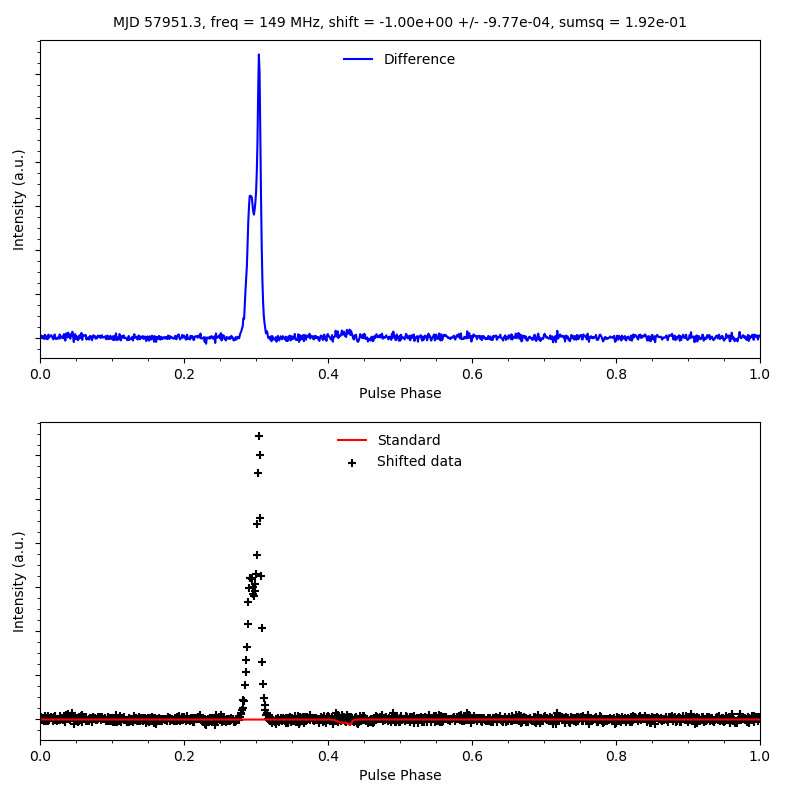 MJD 57951.3, freq = 149 MHz, shift = -1.00e+00 +/- -9.77e-04, sumsq = 1.92e-01
Difference
Intensity (a.u.)
0.0 0.2 0.4 0.6 0.8 1.0
Pulse Phase
Standard
Shifted data
Intensity (a.u.)
0.0 0.2 0.4 0.6 0.8 1.0
Pulse Phase